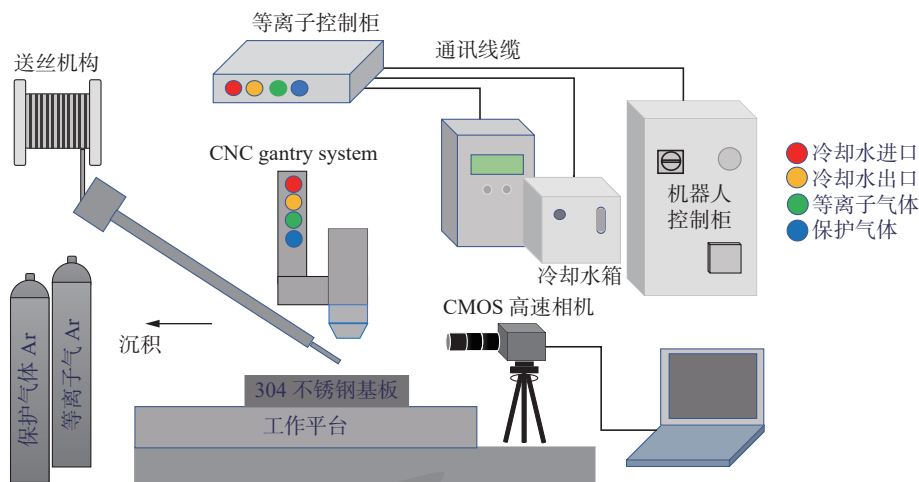 等离子控制柜
送丝机构
通讯线缆
CNC gantry system
冷却水进口
冷却水出口
等离子气体
保护气体
机器人
控制柜
冷却水箱
CMOS 高速相机
沉积
保护气体 Ar
等离子气 Ar
304 不锈钢基板
工作平台